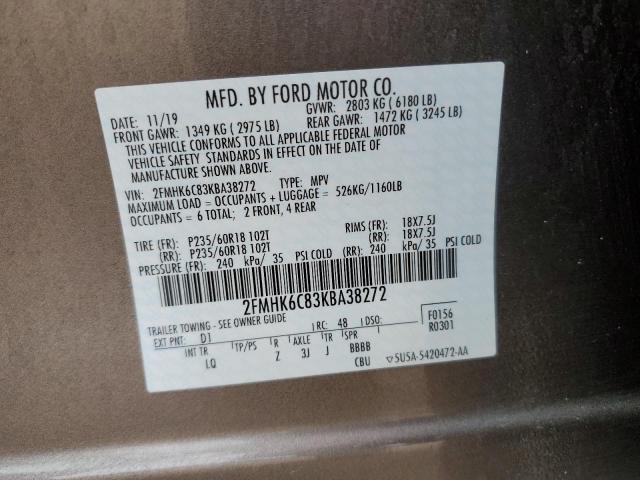 MFD. BY FORD MOTOR CO.
DATE: 11/19 GVWR: 2803 KG ( 6180 LB)
FRONT GAWR: 1349 KG ( 2975 LB) REAR GAWR: 1472 KG ( 3245 LB)
THIS VEHICLE CONFORMS TO ALL APPLICABLE FEDERAL MOTOR
VEHICLE SAFETY STANDARDS IN EFFECT ON THE DATE OF
MANUFACTURE SHOWN ABOVE.
VIN: 2FMHK6C83KBA38272 TYPE: MPV
MAXIMUM LOAD = OCCUPANTS + LUGGAGE = 526KG/1160LB
OCCUPANTS = 6 TOTAL; 2 FRONT, 4 REAR
TIRE (FR): P235/60R18 102T RIMS (FR): 18X7.5J
(RR): P235/60R18 102T (RR): 18X7.5J
PRESSURE (FR): 240 kPa/ 35 PSI COLD (RR): 240 kPa/ 35 PSI COLD
2FMHK6C83KBA38272
TRAILER TOWING - SEE OWNER GUIDE F0156
EXT PNT: D1 RC: 48 DSO: R0301
INT TR TP/PS R AXLE TR SPR
LQ Z 3J J BBBB
CBU 5U5A-5420472-AA